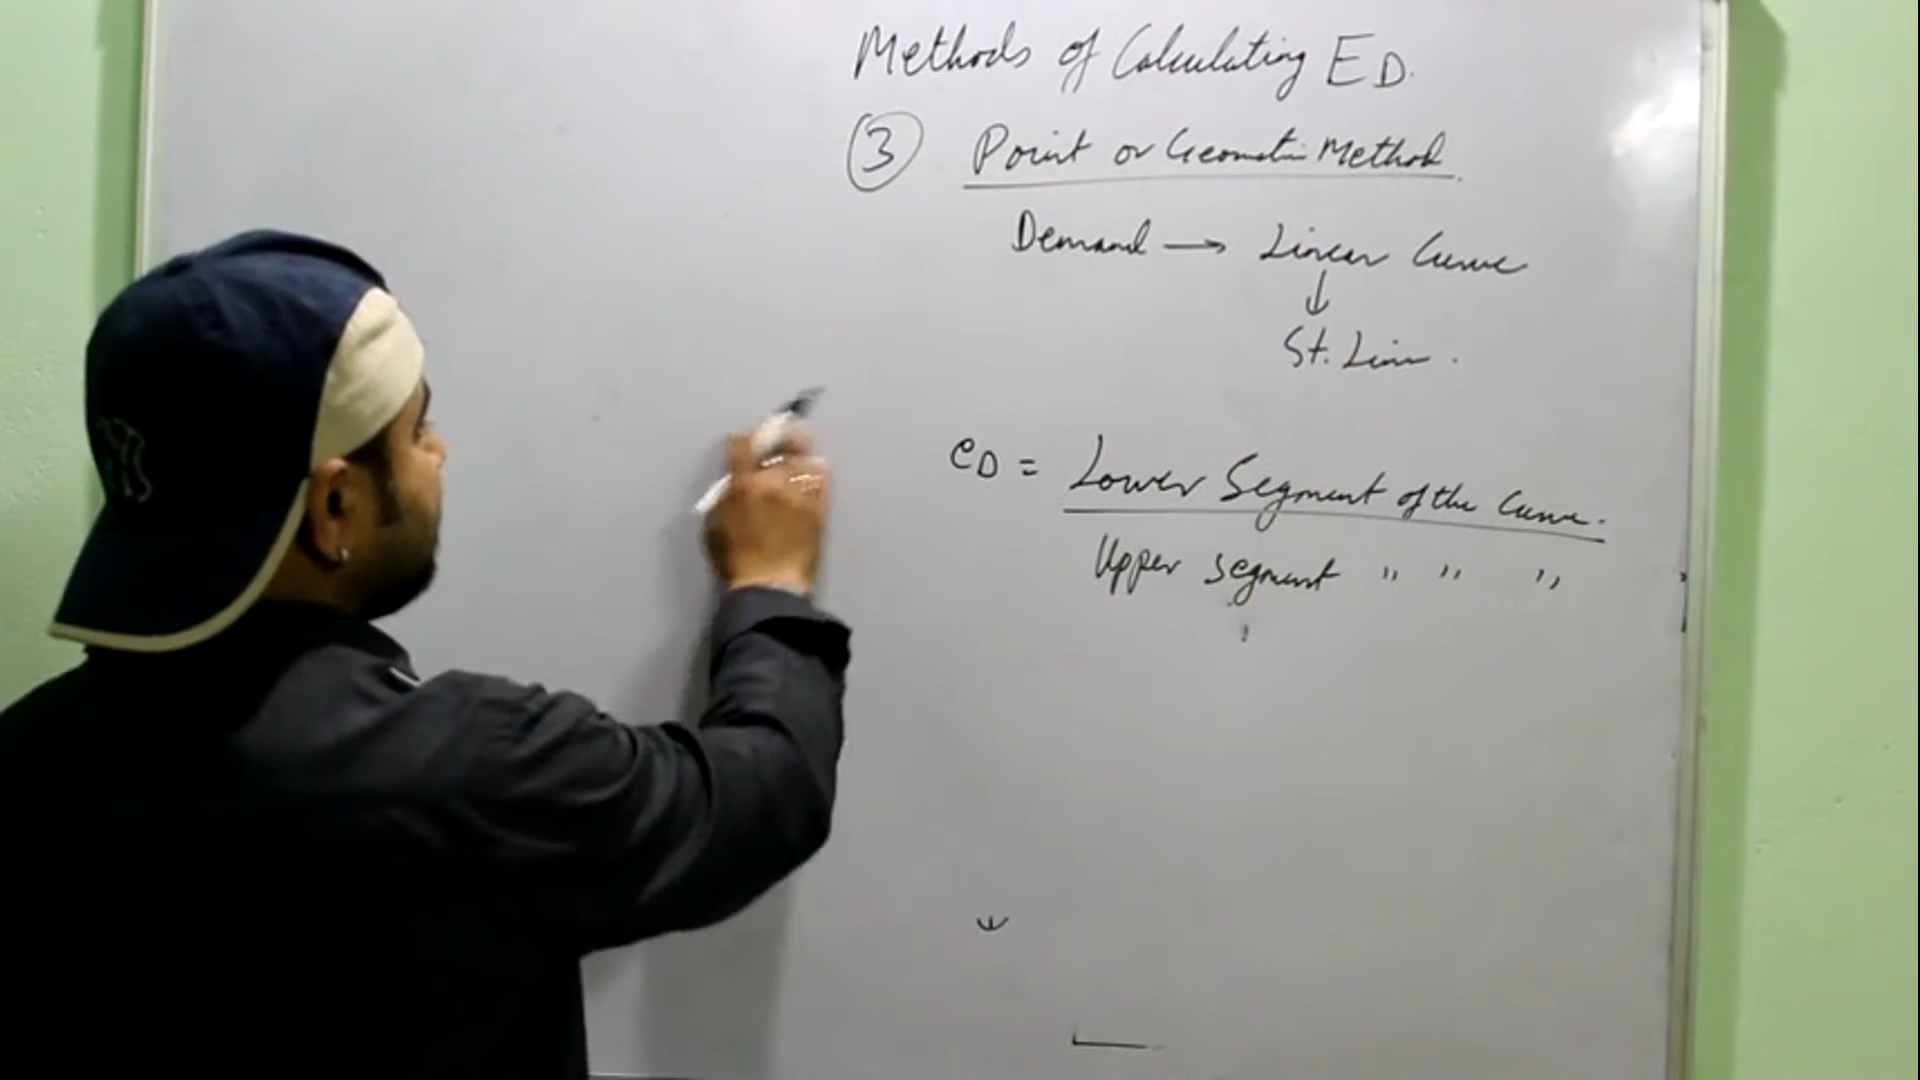 Methods of Calculating ED.
③ Point or Geometric Method.
Demand → Linear Curve
↓
St. Line.
eD = Lower Segment of the Curve.
Upper segment " " "
NY